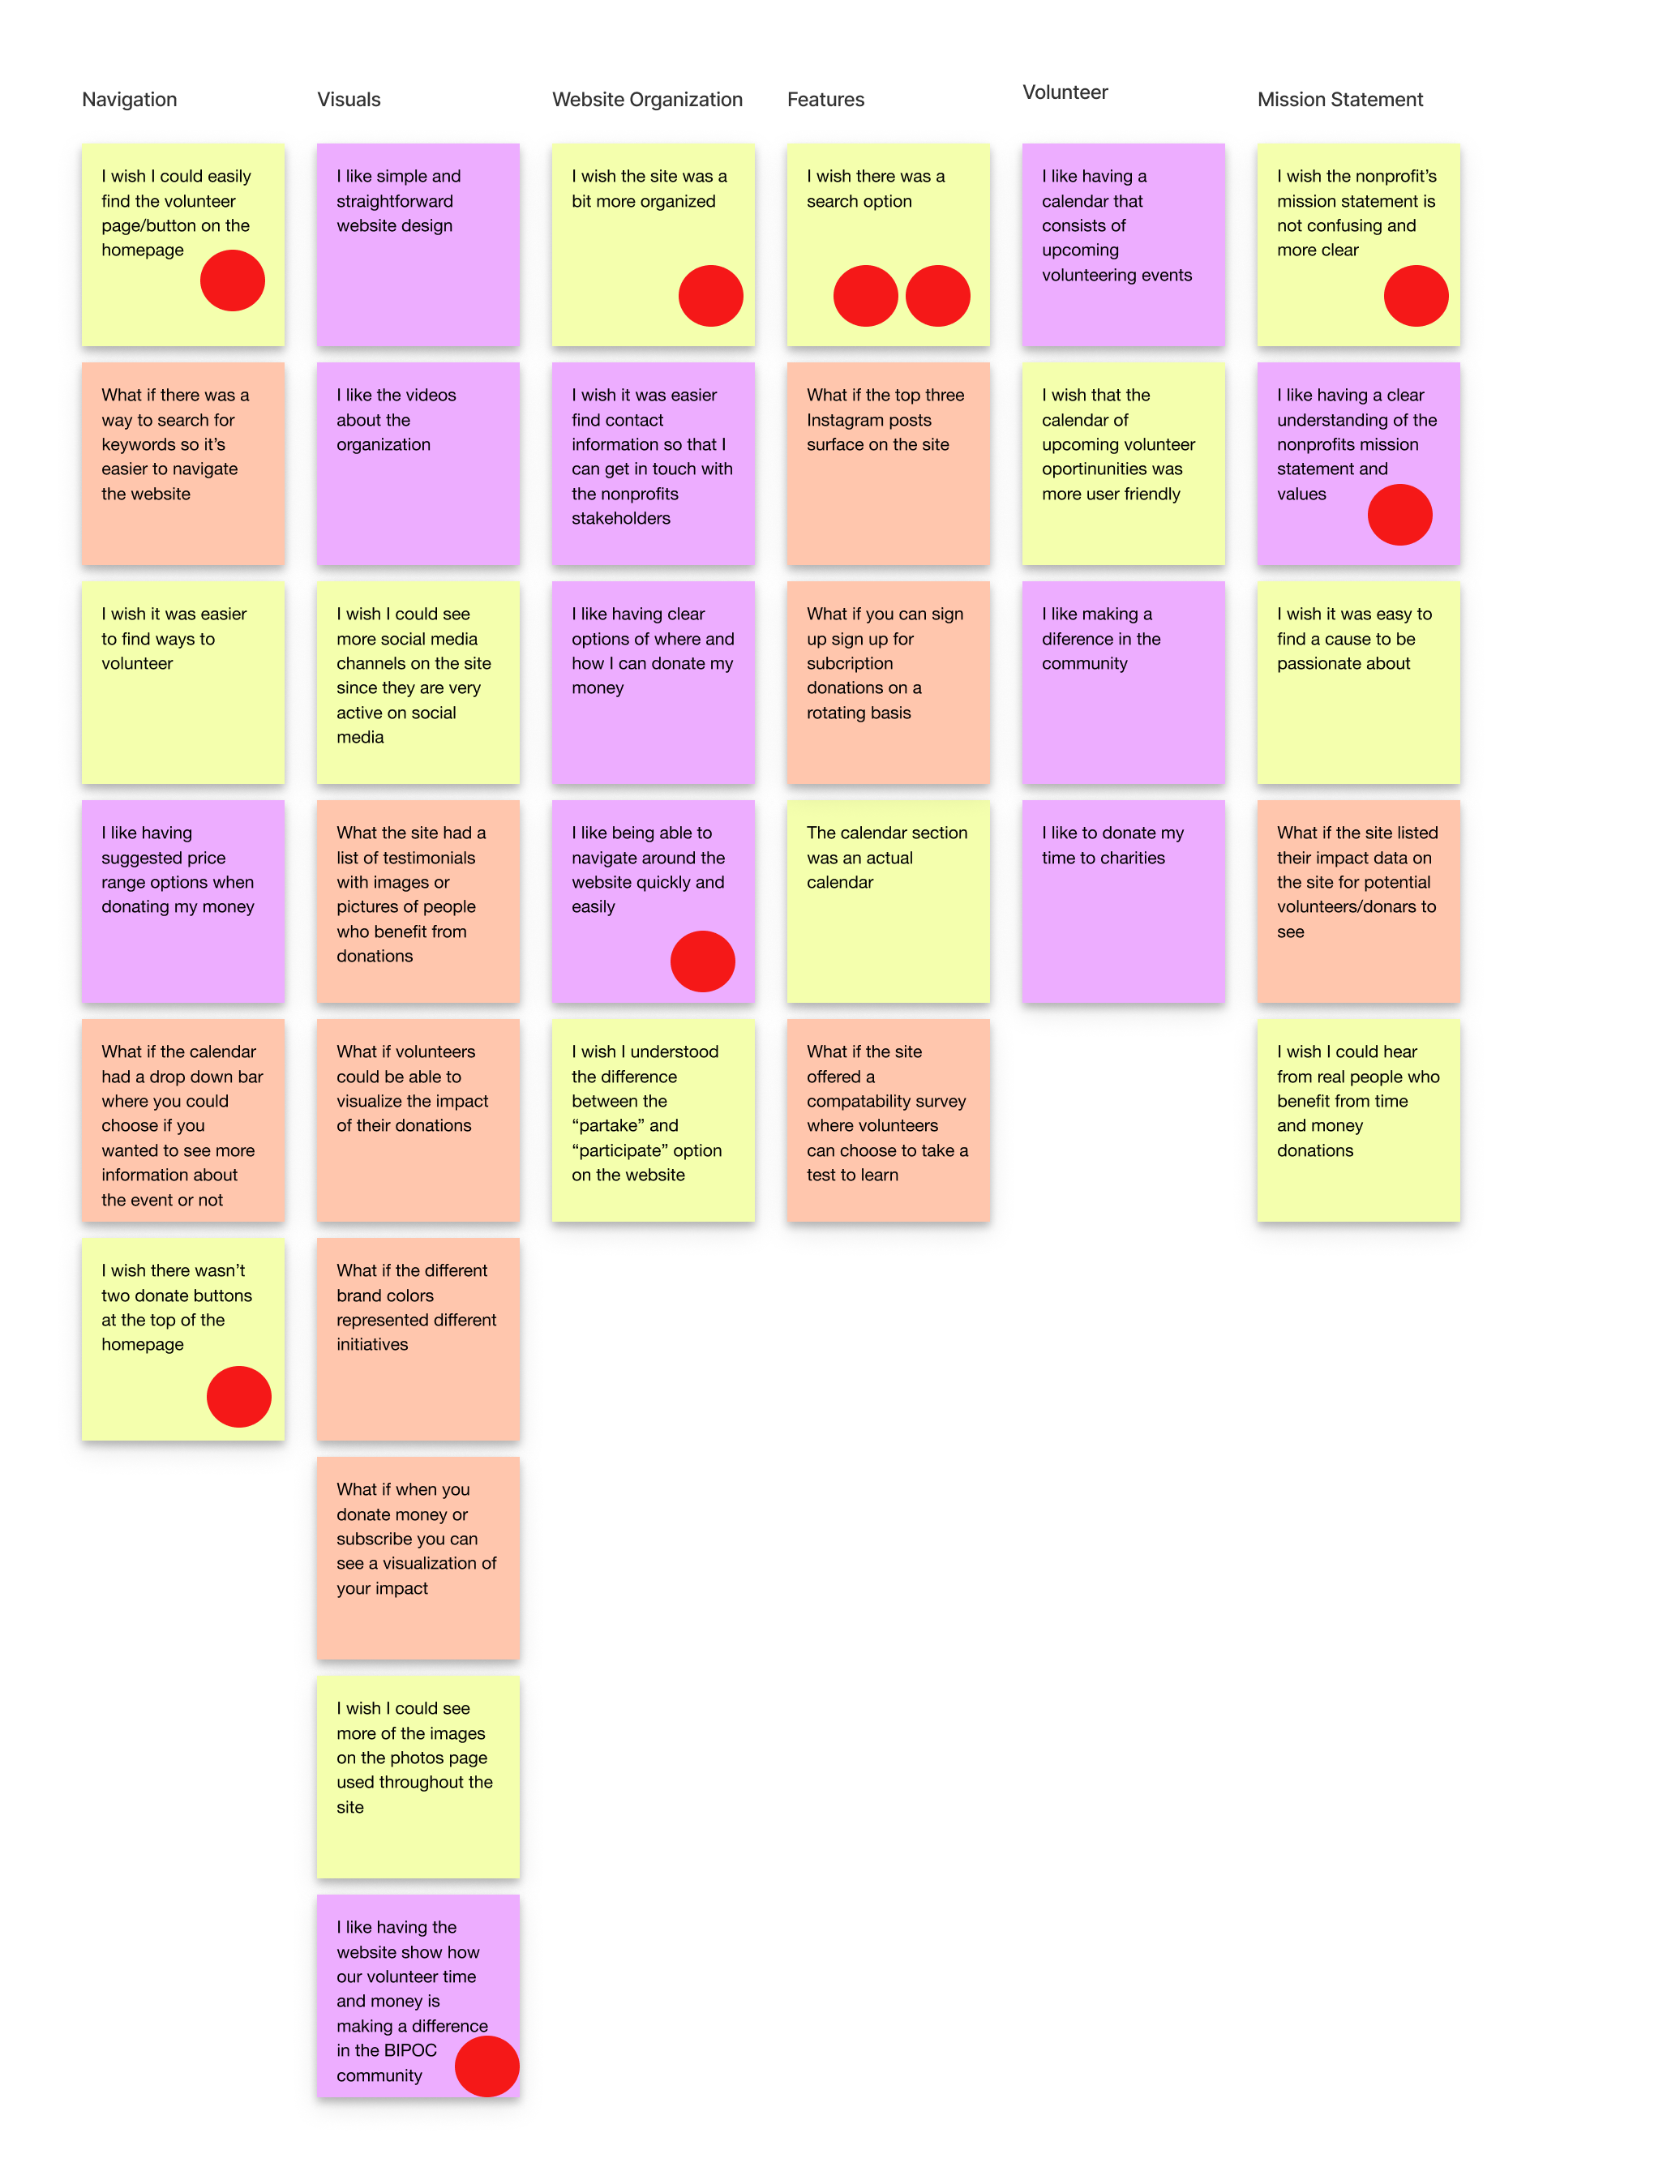 Navigation
Visuals
Website Organization
Features
Volunteer
Mission Statement
I wish I could easily
find the volunteer
page/button on the
homepage
What if there was a
way to search for
keywords so it's
easier to navigate
the website
I wish it was easier
to find ways to
volunteer
I like having
suggested price
range options when
donating my money
What if the calendar
had a drop down bar
where you could
choose if you
wanted to see more
information about
the event or not
I wish there wasn't
two donate buttons
at the top of the
homepage
I like simple and
straightforward
website design
I like the videos
about the
organization
I wish I could see
more social media
channels on the site
since they are very
active on social
media
What the site had a
list of testimonials
with images or
pictures of people
who benefit from
donations
What if volunteers
could be able to
visualize the impact
of their donations
What if the different
brand colors
represented different
initiatives
What if when you
donate money or
subscribe you can
see a visualization of
your impact
I wish I could see
more of the images
on the photos page
used throughout the
site
I like having the
website show how
our volunteer time
and money is
making a difference
in the BIPOC
community
I wish the site was a
bit more organized
I wish it was easier
find contact
information so that I
can get in touch with
the nonprofits
stakeholders
I like having clear
options of where and
how I can donate my
money
I like being able to
navigate around the
website quickly and
easily
I wish I understood
the difference
between the
“partake” and
“participate” option
on the website
I wish there was a
search option
What if the top three
Instagram posts
surface on the site
What if you can sign
up sign up for
subcription
donations on a
rotating basis
The calendar section
was an actual
calendar
What if the site
offered a
compatability survey
where volunteers
can choose to take a
test to learn
I like having a
calendar that
consists of
upcoming
volunteering events
I wish that the
calendar of
upcoming volunteer
oportinunities was
more user friendly
I like making a
diference in the
community
I like to donate my
time to charities
I wish the nonprofit's
mission statement is
not confusing and
more clear
I like having a clear
understanding of the
nonprofits mission
statement and
values
I wish it was easy to
find a cause to be
passionate about
What if the site listed
their impact data on
the site for potential
volunteers/donars to
see
I wish I could hear
from real people who
benefit from time
and money
donations